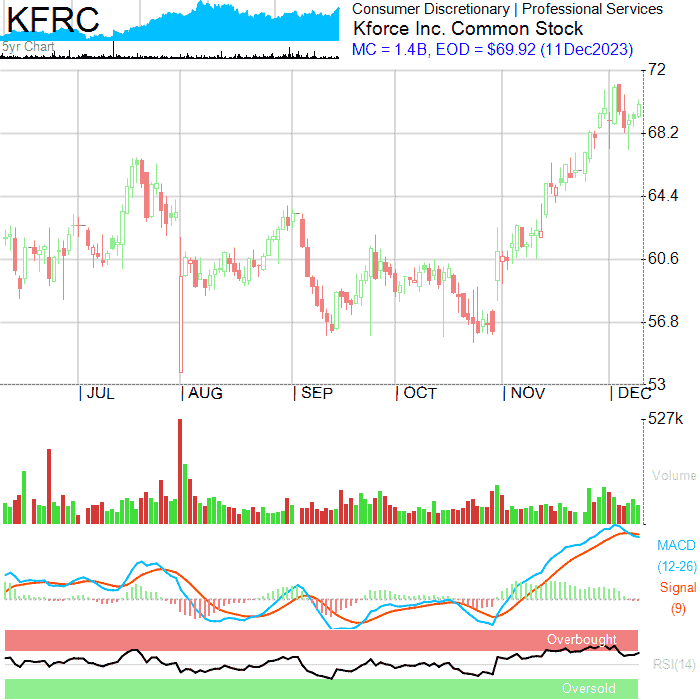 KFRC
5yr Chart
Consumer Discretionary | Professional Services
Kforce Inc. Common Stock
MC = 1.4B, EOD = $69.92 (11Dec2023)
72
68.2
64.4
60.6
56.8
53
| JUL
| AUG
| SEP
| OCT
| NOV
| DEC
527k
Volume
MACD
(12-26)
Signal
(9)
Overbought
RSI(14)
Oversold